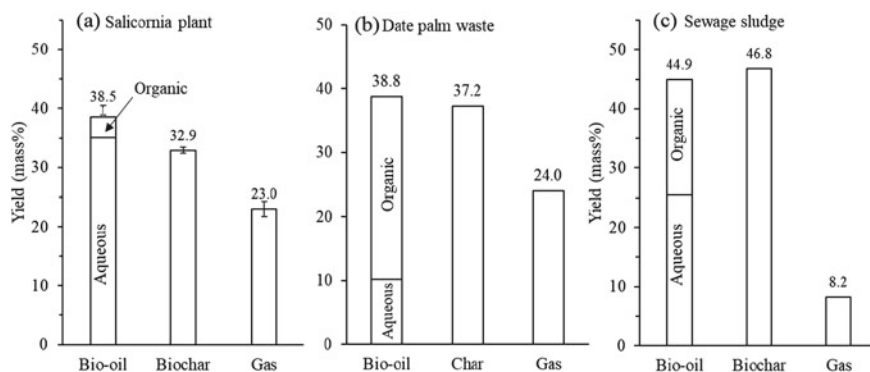 (a) Salicornia plant
50
40
30
20
10
0
Yield (mass%)
38.5
Organic
Aqueous
32.9
23.0
Bio-oil Biochar Gas
(b) Date palm waste
50
40
30
20
10
0
38.8
Organic
Aqueous
37.2
24.0
Bio-oil Char Gas
(c) Sewage sludge
50
40
30
20
10
0
Yield (mass%)
44.9
Organic
Aqueous
46.8
8.2
Bio-oil Biochar Gas